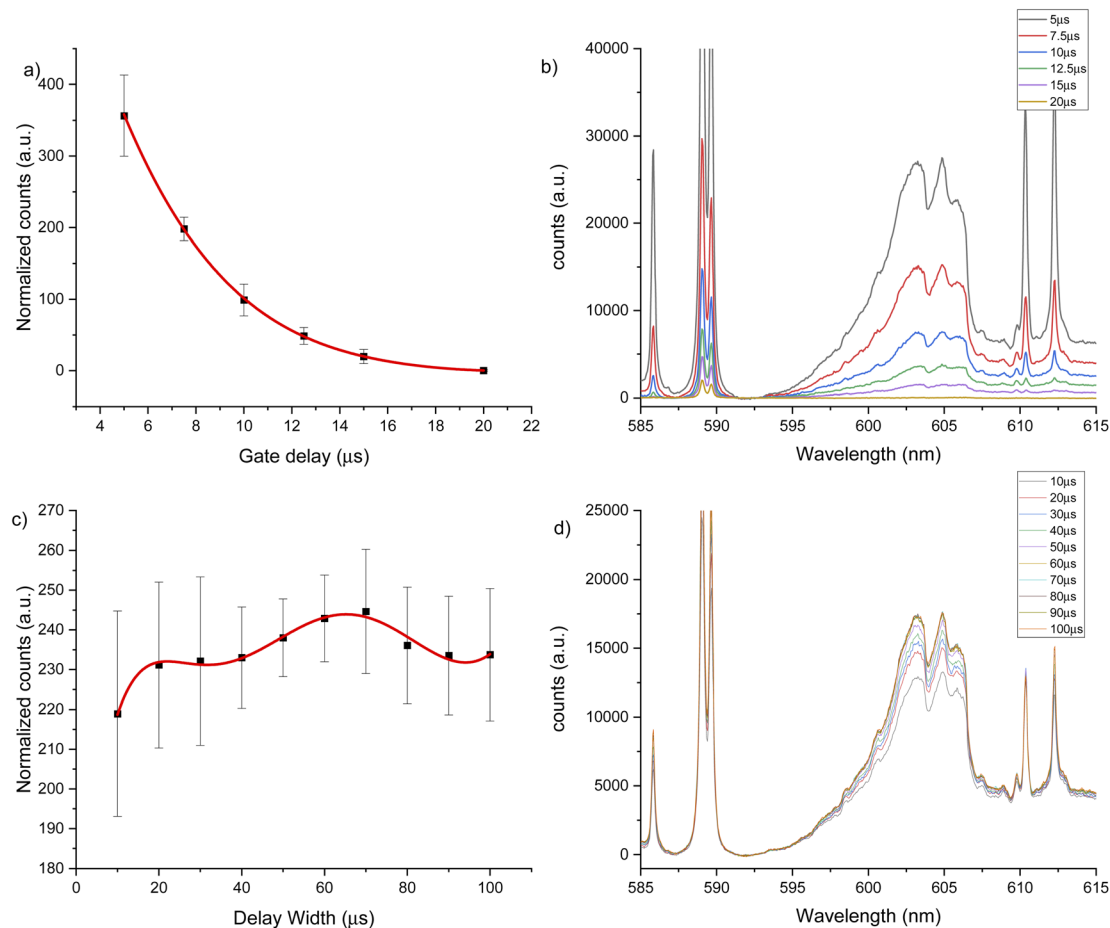 a)
Normalized counts (a.u.)
400
300
200
100
0
4 6 8 10 12 14 16 18 20 22
Gate delay (μs)
b)
5μs
7.5μs
10μs
12.5μs
15μs
20μs
counts (a.u.)
40000
30000
20000
10000
0
585 590 595 600 605 610 615
Wavelength (nm)
c)
Normalized counts (a.u.)
270
260
250
240
230
220
210
200
190
180
0 20 40 60 80 100
Delay Width (μs)
d)
10μs
20μs
30μs
40μs
50μs
60μs
70μs
80μs
90μs
100μs
counts (a.u.)
25000
20000
15000
10000
5000
0
585 590 595 600 605 610 615
Wavelength (nm)